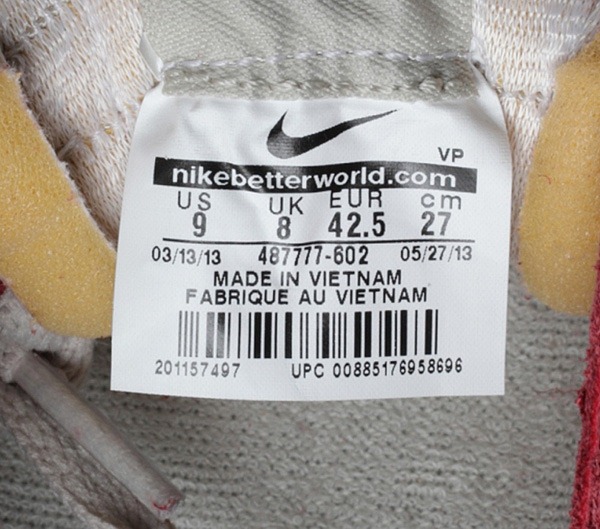 VP
nikebetterworld.com
US UK EUR cm
9 8 42.5 27
03/13/13 487777-602 05/27/13
MADE IN VIETNAM
FABRIQUE AU VIETNAM
201157497 UPC 00885176958696